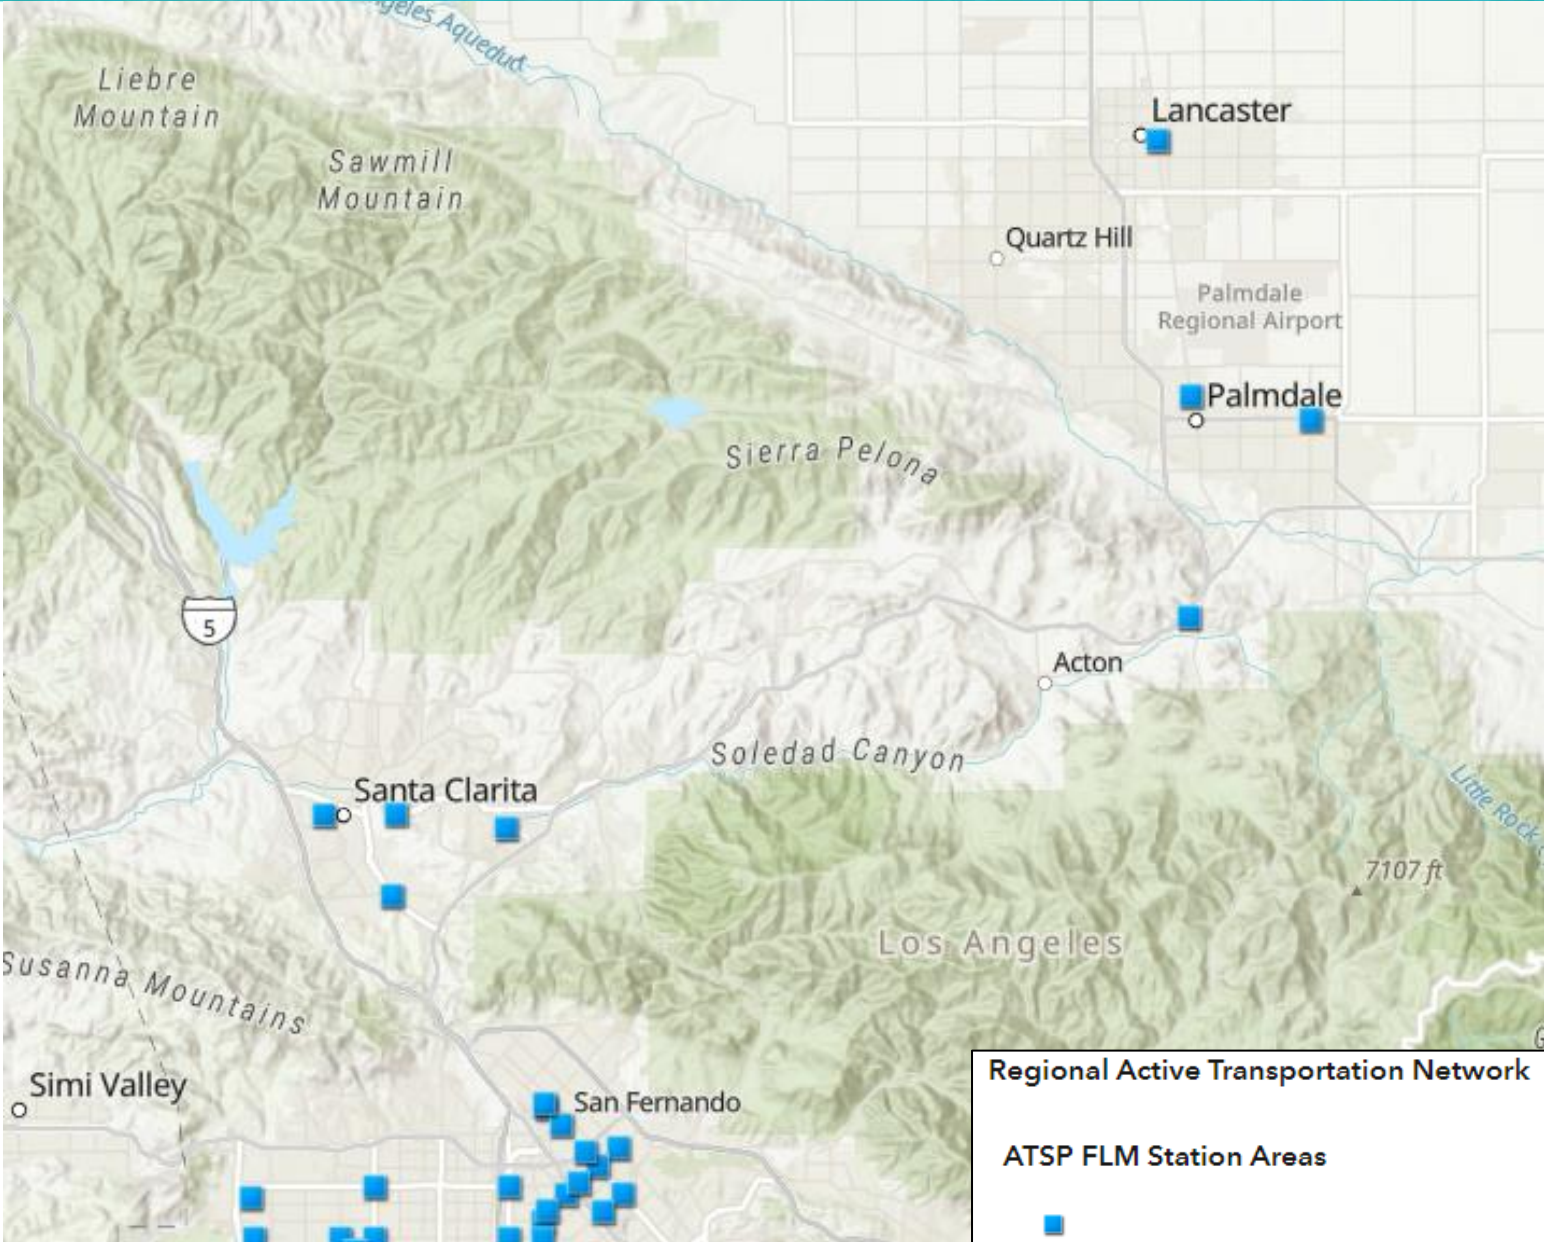 Aqueduct
Liebre
Mountain
Lancaster
Sawmill
Mountain
Quartz Hill
Palmdale
Regional Airport
Palmdale
Sierra Pelona
5
Acton
Soledad Canyon
Santa Clarita
Little Rock
7107 ft
Los Angeles
Susanna Mountains
Simi Valley
San Fernando
Regional Active Transportation Network
ATSP FLM Station Areas